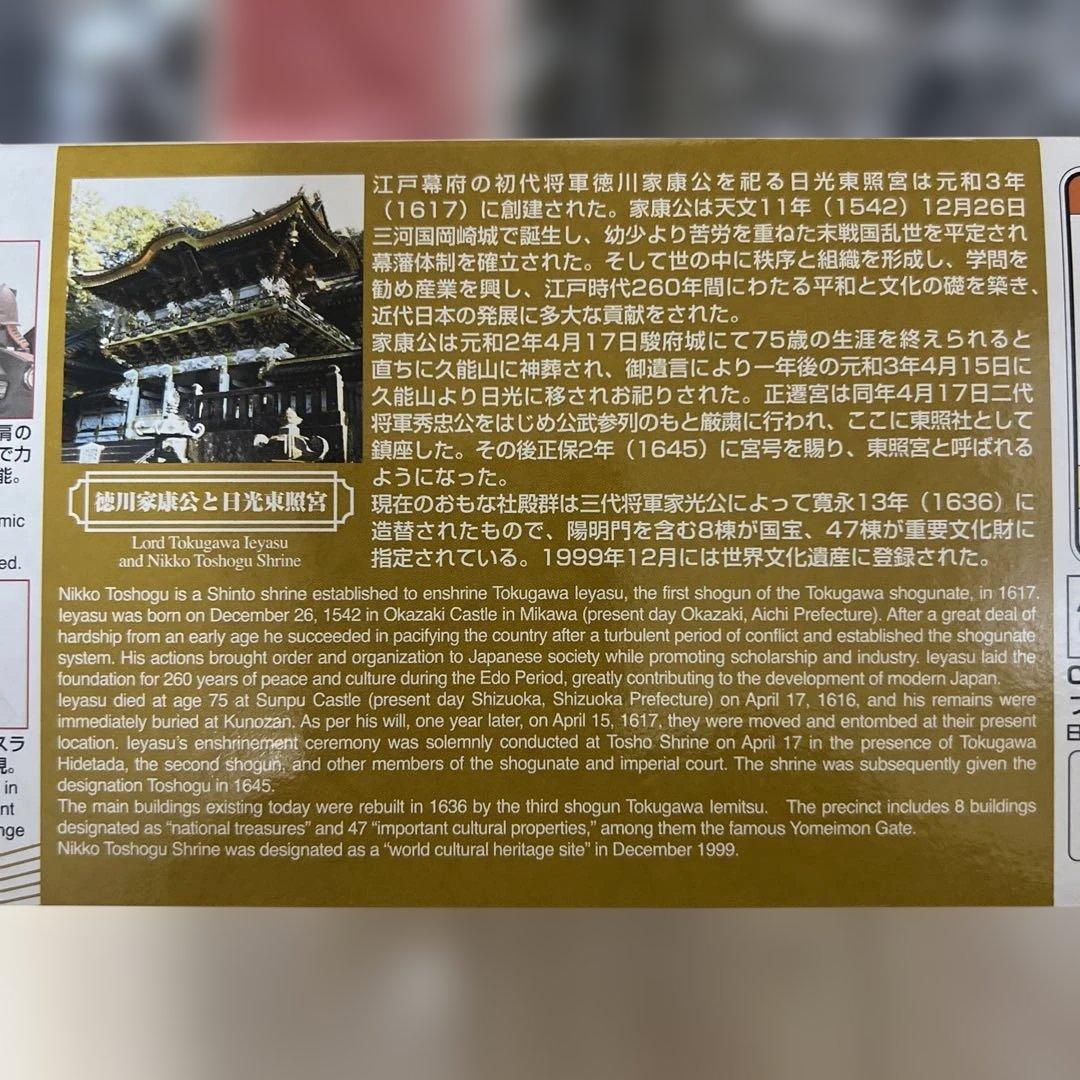 江戸幕府の初代将軍徳川家康公を祀る日光東照宮は元和3年
（1617）に創建された。家康公は天文11年（1542）12月26日
三河国岡崎城で誕生し、幼少より苦労を重ねた末戦国乱世を平定され
幕藩体制を確立された。そして世の中に秩序と組織を形成し、学問を
勧め産業を興し、江戸時代260年間にわたる平和と文化の礎を築き、
近代日本の発展に多大な貢献をされた。
家康公は元和2年4月17日駿府城にて75歳の生涯を終えられると
直ちに久能山に神葬され、御遺言により一年後の元和3年4月15日に
久能山より日光に移されお祀りされた。正遷宮は同年4月17日二代
将軍秀忠公をはじめ公武参列のもと厳粛に行われ、ここに東照社として
鎮座した。その後正保2年（1645）に宮号を賜り、東照宮と呼ばれる
ようになった。
現在のおもな社殿群は三代将軍家光公によって寛永13年（1636）に
造替されたもので、陽明門を含む8棟が国宝、47棟が重要文化財に
指定されている。1999年12月には世界文化遺産に登録された。
徳川家康公と日光東照宮
Lord Tokugawa Ieyasu
and Nikko Toshogu Shrine
Nikko Toshogu is a Shinto shrine established to enshrine Tokugawa Ieyasu, the first shogun of the Tokugawa shogunate, in 1617.
Ieyasu was born on December 26, 1542 in Okazaki Castle in Mikawa (present day Okazaki, Aichi Prefecture). After a great deal of
hardship from an early age he succeeded in pacifying the country after a turbulent period of conflict and established the shogunate
system. His actions brought order and organization to Japanese society while promoting scholarship and industry. Ieyasu laid the
foundation for 260 years of peace and culture during the Edo Period, greatly contributing to the development of modern Japan.
Ieyasu died at age 75 at Sunpu Castle (present day Shizuoka, Shizuoka Prefecture) on April 17, 1616, and his remains were
immediately buried at Kunozan. As per his will, one year later, on April 15, 1617, they were moved and entombed at their present
location. Ieyasu's enshrinement ceremony was solemnly conducted at Tosho Shrine on April 17 in the presence of Tokugawa
Hidetada, the second shogun, and other members of the shogunate and imperial court. The shrine was subsequently given the
designation Toshogu in 1645.
The main buildings existing today were rebuilt in 1636 by the third shogun Tokugawa Iemitsu. The precinct includes 8 buildings
designated as “national treasures” and 47 “important cultural properties,” among them the famous Yomeimon Gate.
Nikko Toshogu Shrine was designated as a “world cultural heritage site” in December 1999.
肩の
で力
能。
mic
ed.
スラ
現。
in
nt
nge